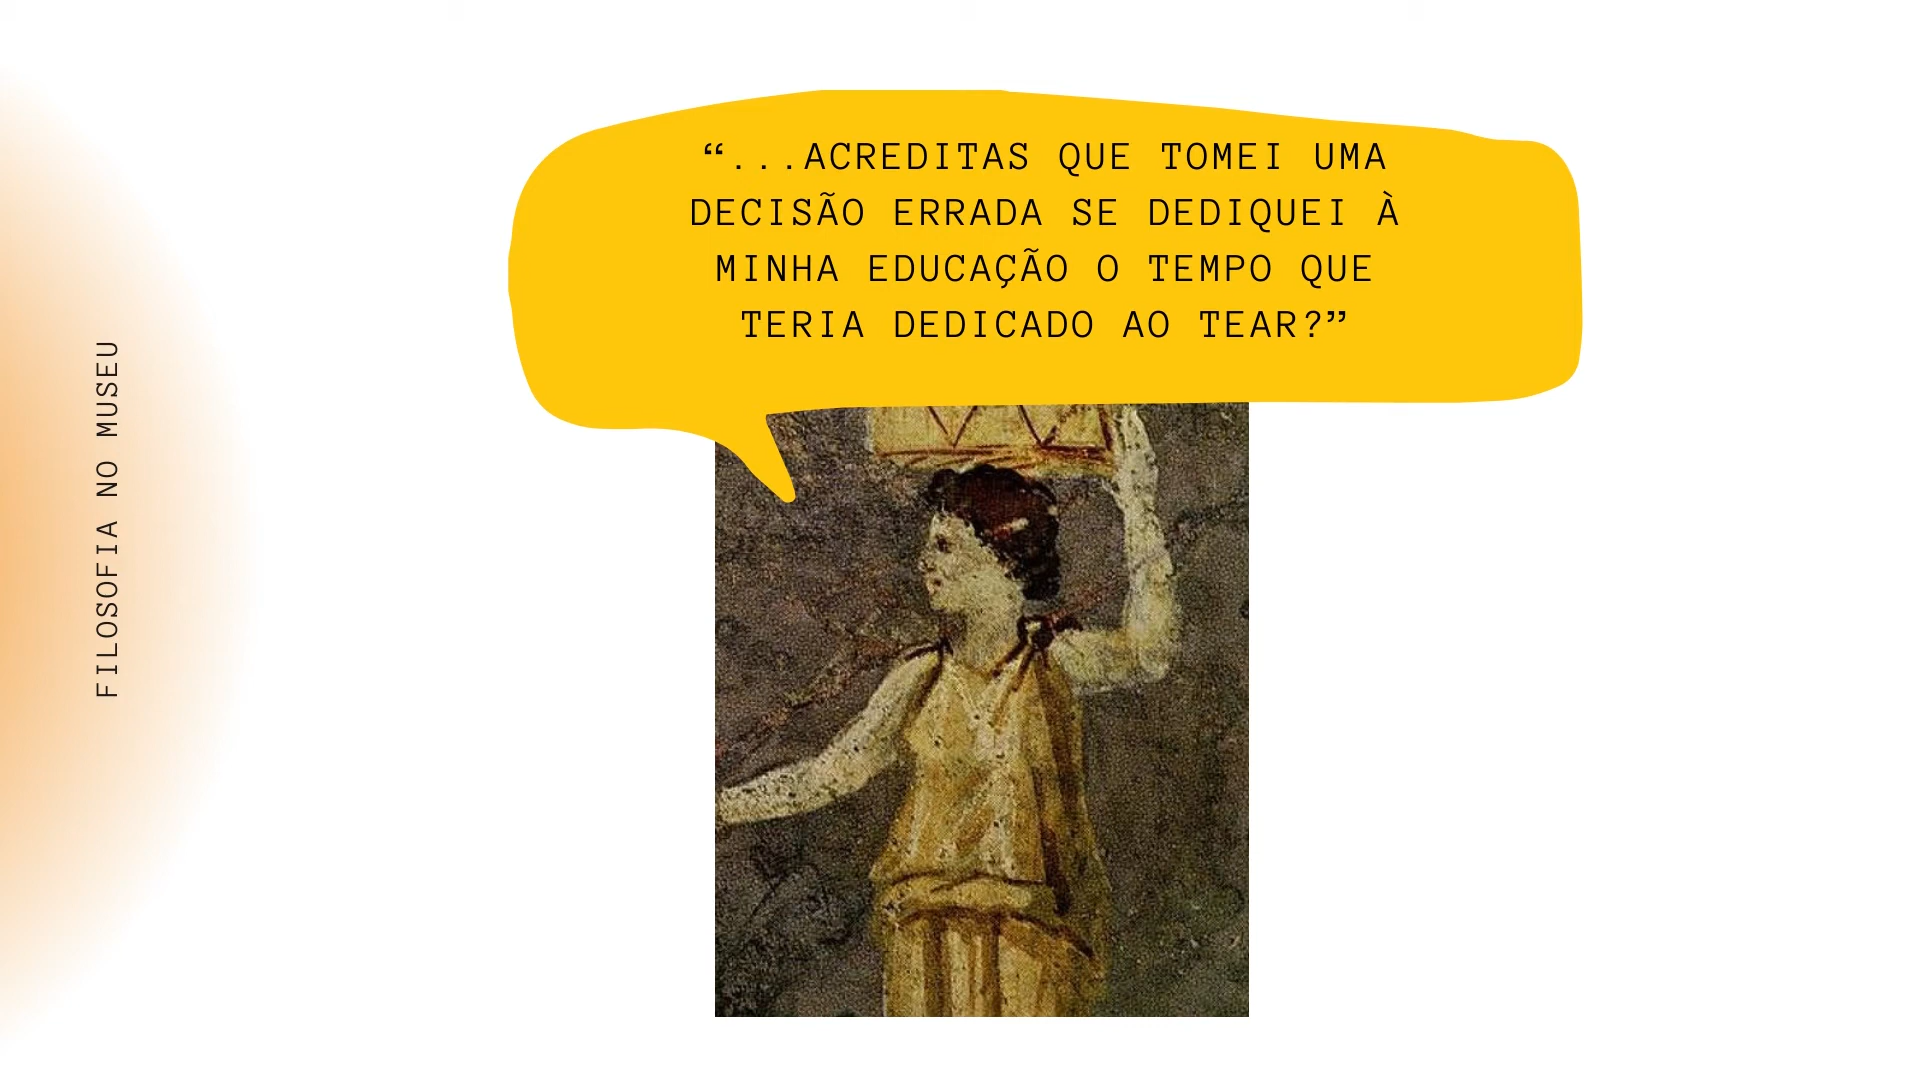 “...ACREDITAS QUE TOMEI UMA
DECISÃO ERRADA SE DEDIQUEI À
MINHA EDUCAÇÃO O TEMPO QUE
TERIA DEDICADO AO TEAR?”
FILOSOFIA NO MUSEU